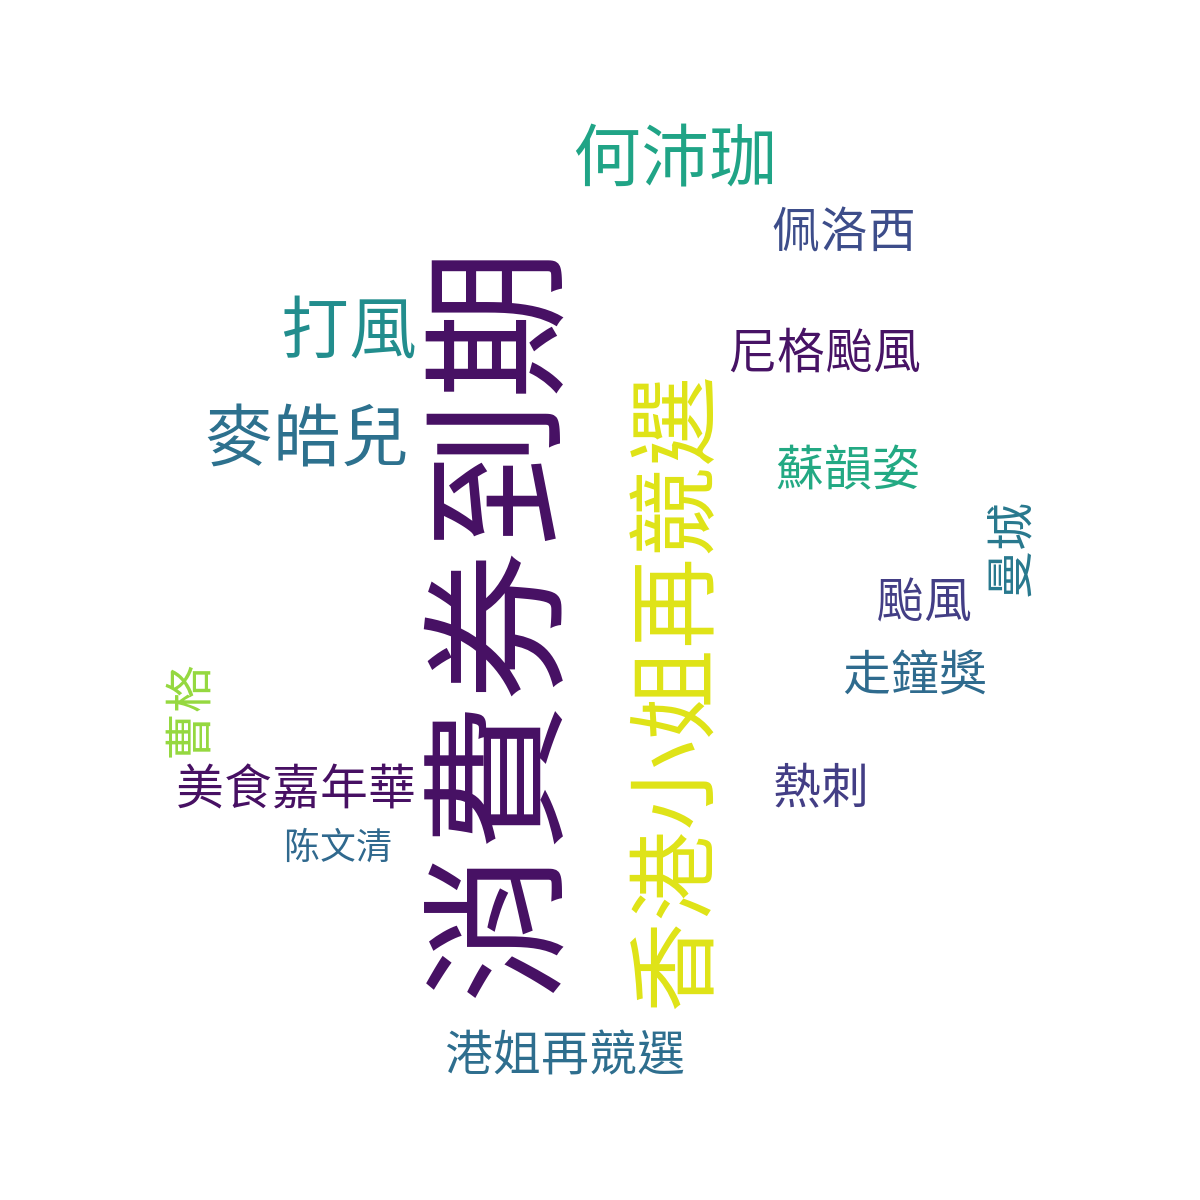 何沛珈
佩洛西
打風
尼格颱風
麥皓兒
蘇韻姿
曼城
颱風
走鐘獎
消費券到期
香港小姐再競選
曹格
美食嘉年華
熱刺
陈文清
港姐再競選